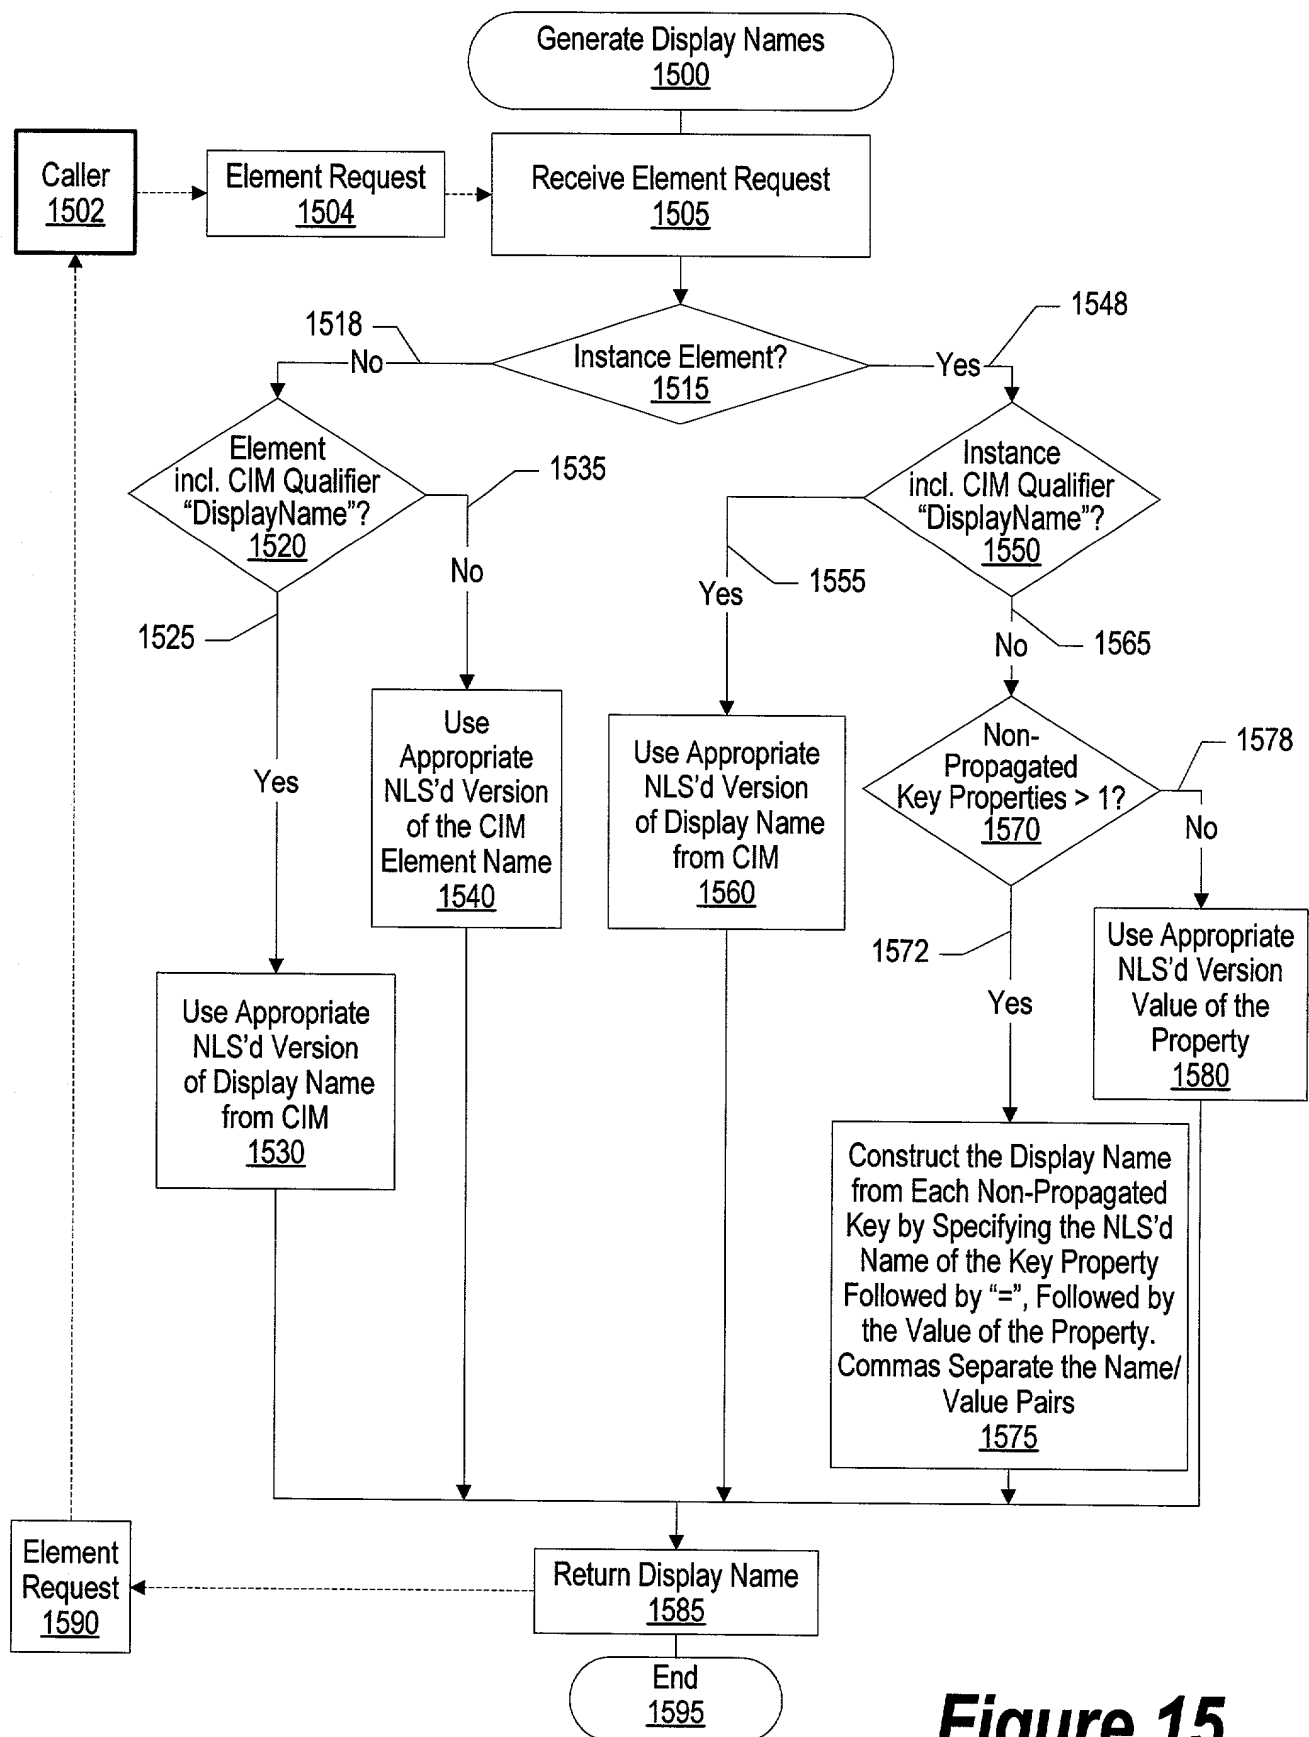 Generate Display Names
1500
Caller
1502
Element Request
1504
Receive Element Request
1505
1518
1548
No
Instance Element?
1515
Yes
Element
incl. CIM Qualifier
“DisplayName”?
1520
1535
Instance
incl. CIM Qualifier
“DisplayName”?
1550
No
Yes
1555
1525
No
1565
Use
Appropriate
NLS’d Version
of the CIM
Element Name
1540
Use Appropriate
NLS’d Version
of Display Name
from CIM
1560
Non-
Propagated
Key Properties > 1?
1570
1578
No
Yes
1572
Yes
Use Appropriate
NLS’d Version
Value of the
Property
1580
Use Appropriate
NLS’d Version
of Display Name
from CIM
1530
Construct the Display Name
from Each Non-Propagated
Key by Specifying the NLS’d
Name of the Key Property
Followed by “=”, Followed by
the Value of the Property.
Commas Separate the Name/
Value Pairs
1575
Element
Request
1590
Return Display Name
1585
End
1595
Figure 15